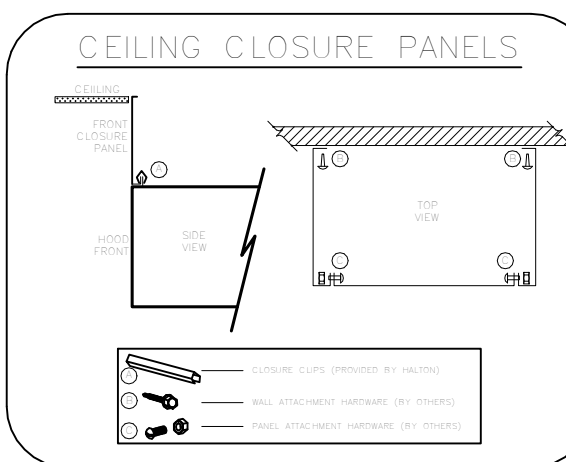 CEILING CLOSURE PANELS
CEILING
FRONT
CLOSURE
PANEL
A
B
B
HOOD
FRONT
SIDE
VIEW
TOP
VIEW
C
C
A
CLOSURE CLIPS (PROVIDED BY HALTON)
B
WALL ATTACHMENT HARDWARE (BY OTHERS)
C
PANEL ATTACHMENT HARDWARE (BY OTHERS)